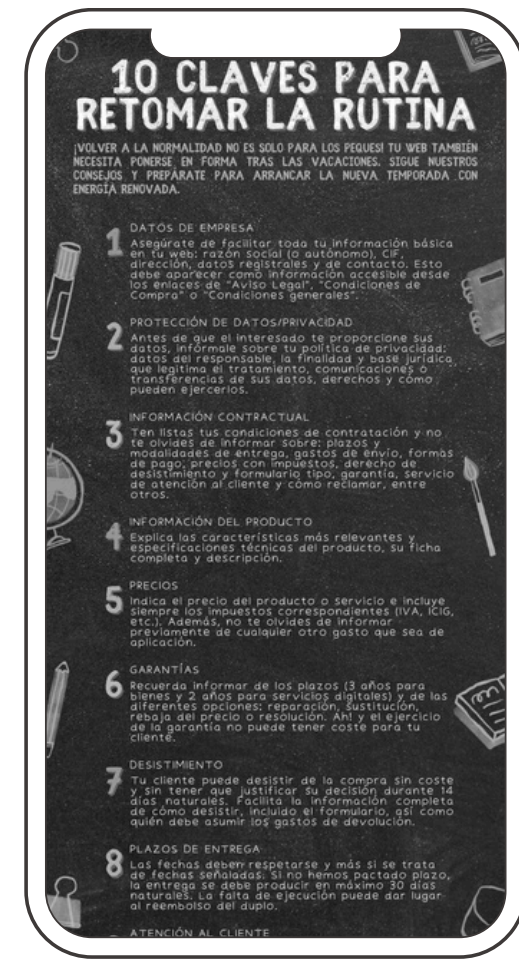 10 CLAVES PARA
RETOMAR LA RUTINA
¡VOLVER A LA NORMALIDAD NO ES SOLO PARA LOS PEQUES! TU WEB TAMBIÉN
NECESITA PONERSE EN FORMA TRAS LAS VACACIONES. SIGUE NUESTROS
CONSEJOS Y PREPÁRATE PARA ARRANCAR LA NUEVA TEMPORADA CON
ENERGÍA RENOVADA.
1 DATOS DE EMPRESA
Asegúrate de facilitar toda tu información básica
en tu web: razón social (o autónomo), CIF,
dirección, datos registrales y de contacto. Esto
debe aparecer como información accesible desde
los enlaces de "Aviso Legal", "Condiciones de
Compra" o "Condiciones generales".
2 PROTECCIÓN DE DATOS/PRIVACIDAD
Antes de que el interesado te proporcione sus
datos, infórmale sobre tu política de privacidad:
datos del responsable, la finalidad y base jurídica
que legitima el tratamiento, comunicaciones o
transferencias de sus datos, derechos y cómo
pueden ejercerlos.
3 INFORMACIÓN CONTRACTUAL
Ten listas tus condiciones de contratación y no
te olvides de informar sobre: plazos y
modalidades de entrega, gastos de envío, formas
de pago, precios con impuestos, derecho de
desistimiento y formulario tipo, garantía, servicio
de atención al cliente y cómo reclamar, entre
otros.
4 INFORMACIÓN DEL PRODUCTO
Explica las características más relevantes y
especificaciones técnicas del producto, su ficha
completa y descripción.
5 PRECIOS
Indica el precio del producto o servicio e incluye
siempre los impuestos correspondientes (IVA, ICIG,
etc.). Además, no te olvides de informar
previamente de cualquier otro gasto que sea de
aplicación.
6 GARANTÍAS
Recuerda informar de los plazos (3 años para
bienes y 2 años para servicios digitales) y de las
diferentes opciones: reparación, sustitución,
rebaja del precio o resolución. Ah! y el ejercicio
de la garantía no puede tener coste para tu
cliente.
7 DESISTIMIENTO
Tu cliente puede desistir de la compra sin coste
y sin tener que justificar su decisión durante 14
días naturales. Facilita la información completa
de cómo desistir, incluido el formulario, así como
quién debe asumir los gastos de devolución.
8 PLAZOS DE ENTREGA
Las fechas deben respetarse y más si se trata
de fechas señaladas. Si no hemos pactado plazo,
la entrega se debe producir en máximo 30 días
naturales. La falta de ejecución puede dar lugar
al reembolso del duplo.
ATENCIÓN AL CLIENTE